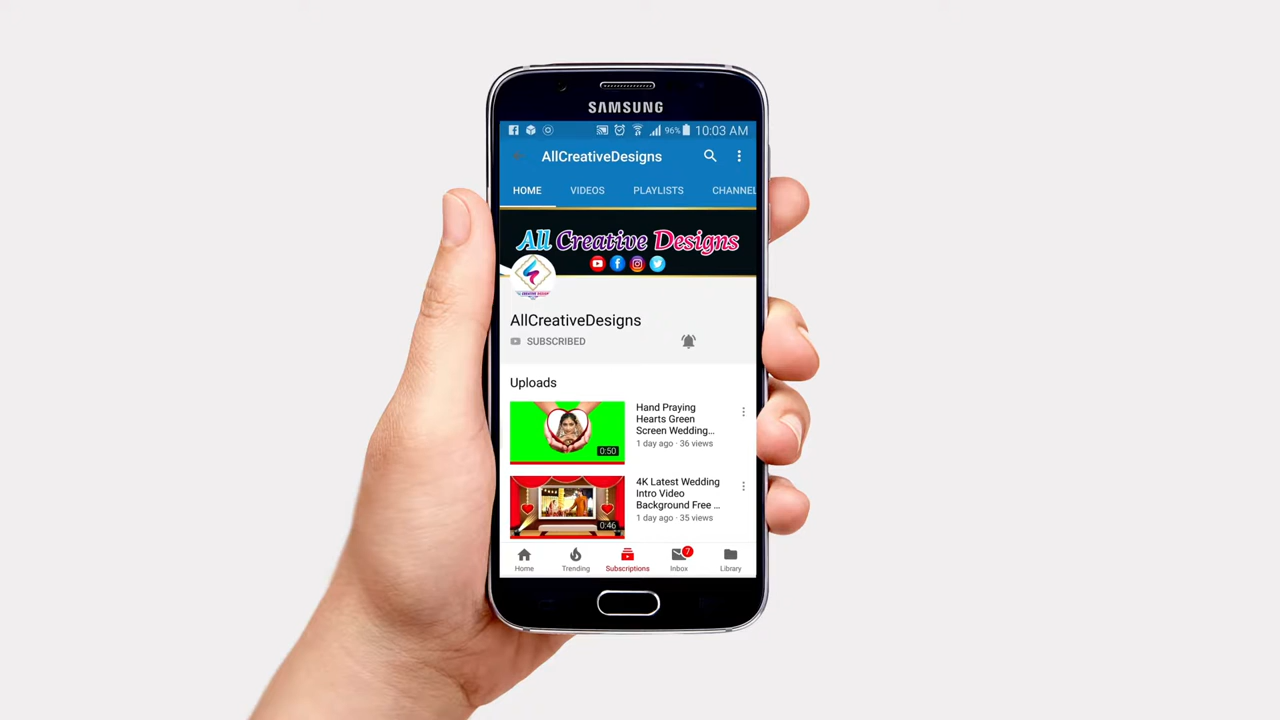 SAMSUNG
96% 10:03 AM
AllCreativeDesigns
HOME VIDEOS PLAYLISTS CHANNEL
All Creative Designs
AllCreativeDesigns
SUBSCRIBED
Uploads
Hand Praying
Hearts Green
Screen Wedding...
1 day ago · 36 views
0:50
4K Latest Wedding
Intro Video
Background Free ...
1 day ago · 35 views
0:46
7
Home Trending Subscriptions Inbox Library